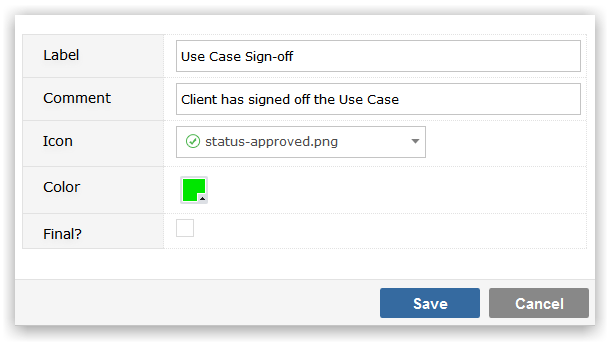 Label Use Case Sign-off
Comment Client has signed off the Use Case
Icon status-approved.png
Color
Final?
Save Cancel